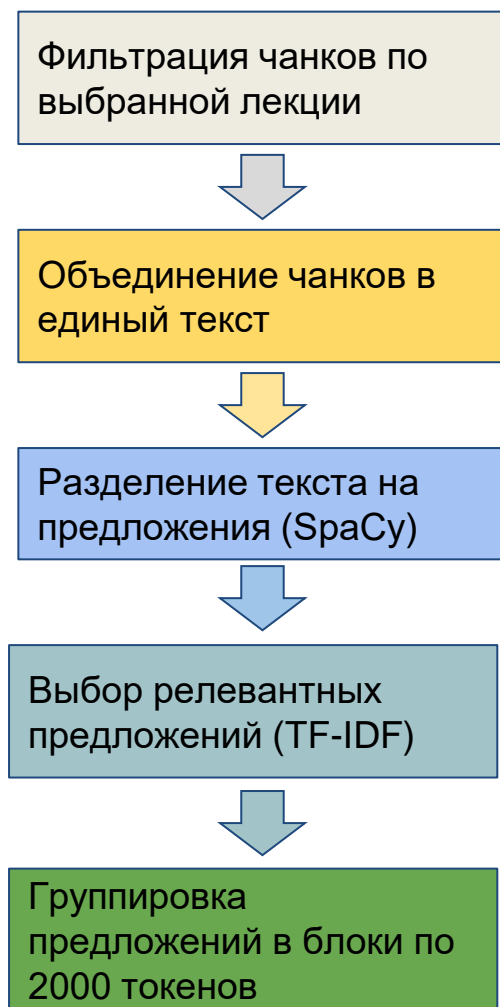 Фильтрация чанков по
выбранной лекции
Объединение чанков в
единый текст
Разделение текста на
предложения (SpaCy)
Выбор релевантных
предложений (TF-IDF)
Группировка
предложений в блоки по
2000 токенов